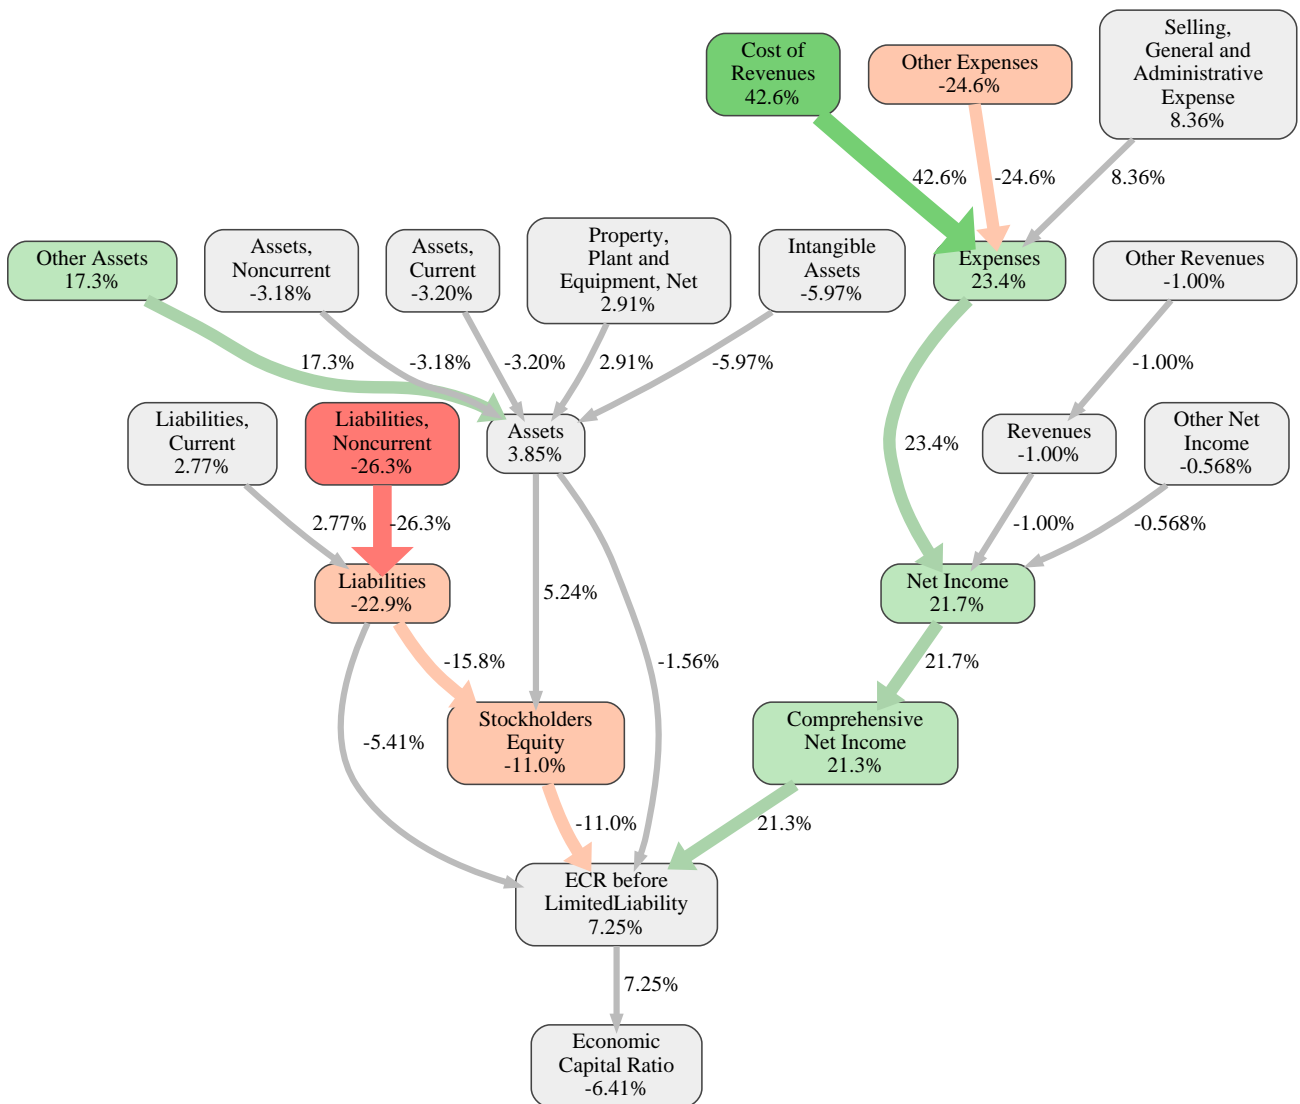 Cost of
Revenues
42.6%
Other Expenses
-24.6%
Selling,
General and
Administrative
Expense
8.36%
42.6%
-24.6%
8.36%
Other Assets
17.3%
Assets,
Noncurrent
-3.18%
Assets,
Current
-3.20%
Property,
Plant and
Equipment, Net
2.91%
Intangible
Assets
-5.97%
Expenses
23.4%
Other Revenues
-1.00%
17.3%
-3.18%
-3.20%
2.91%
-5.97%
-1.00%
Liabilities,
Current
2.77%
Liabilities,
Noncurrent
-26.3%
Assets
3.85%
23.4%
Revenues
-1.00%
Other Net
Income
-0.568%
2.77%
-26.3%
-1.00%
-0.568%
Liabilities
-22.9%
5.24%
Net Income
21.7%
-15.8%
-1.56%
21.7%
-5.41%
Stockholders
Equity
-11.0%
Comprehensive
Net Income
21.3%
-11.0%
21.3%
ECR before
LimitedLiability
7.25%
7.25%
Economic
Capital Ratio
-6.41%